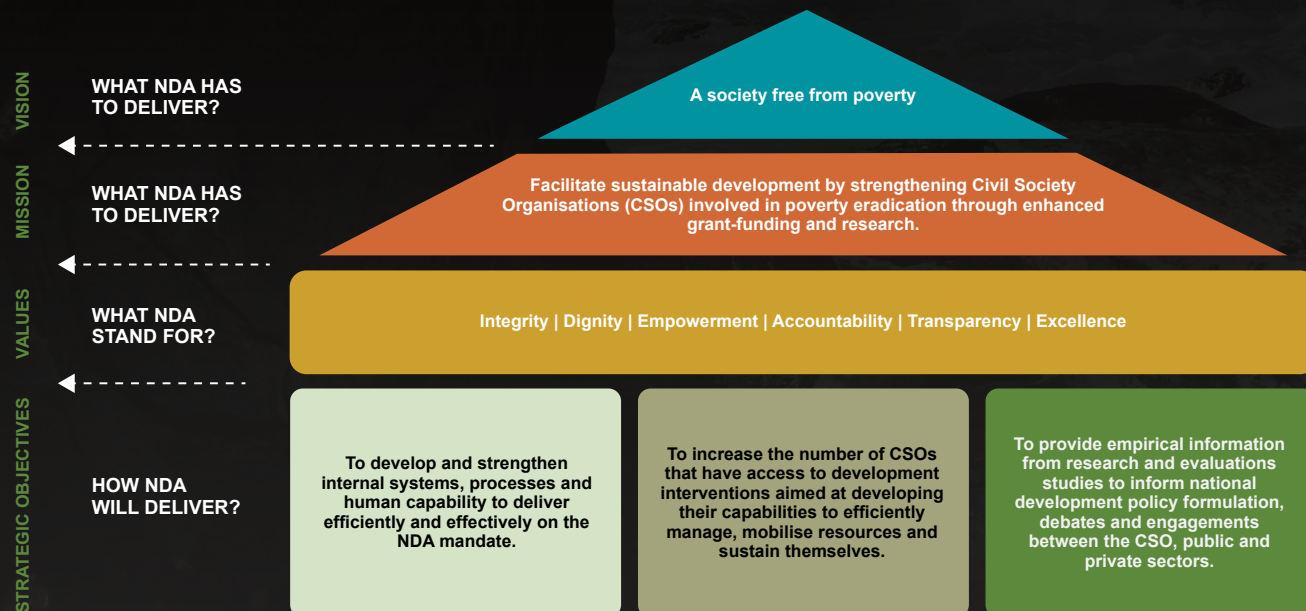 VISION
WHAT NDA HAS
TO DELIVER?
A society free from poverty
MISSION
WHAT NDA HAS
TO DELIVER?
Facilitate sustainable development by strengthening Civil Society
Organisations (CSOs) involved in poverty eradication through enhanced
grant-funding and research.
VALUES
WHAT NDA
STAND FOR?
Integrity | Dignity | Empowerment | Accountability | Transparency | Excellence
STRATEGIC OBJECTIVES
HOW NDA
WILL DELIVER?
To develop and strengthen
internal systems, processes and
human capability to deliver
efficiently and effectively on the
NDA mandate.
To increase the number of CSOs
that have access to development
interventions aimed at developing
their capabilities to efficiently
manage, mobilise resources and
sustain themselves.
To provide empirical information
from research and evaluations
studies to inform national
development policy formulation,
debates and engagements
between the CSO, public and
private sectors.